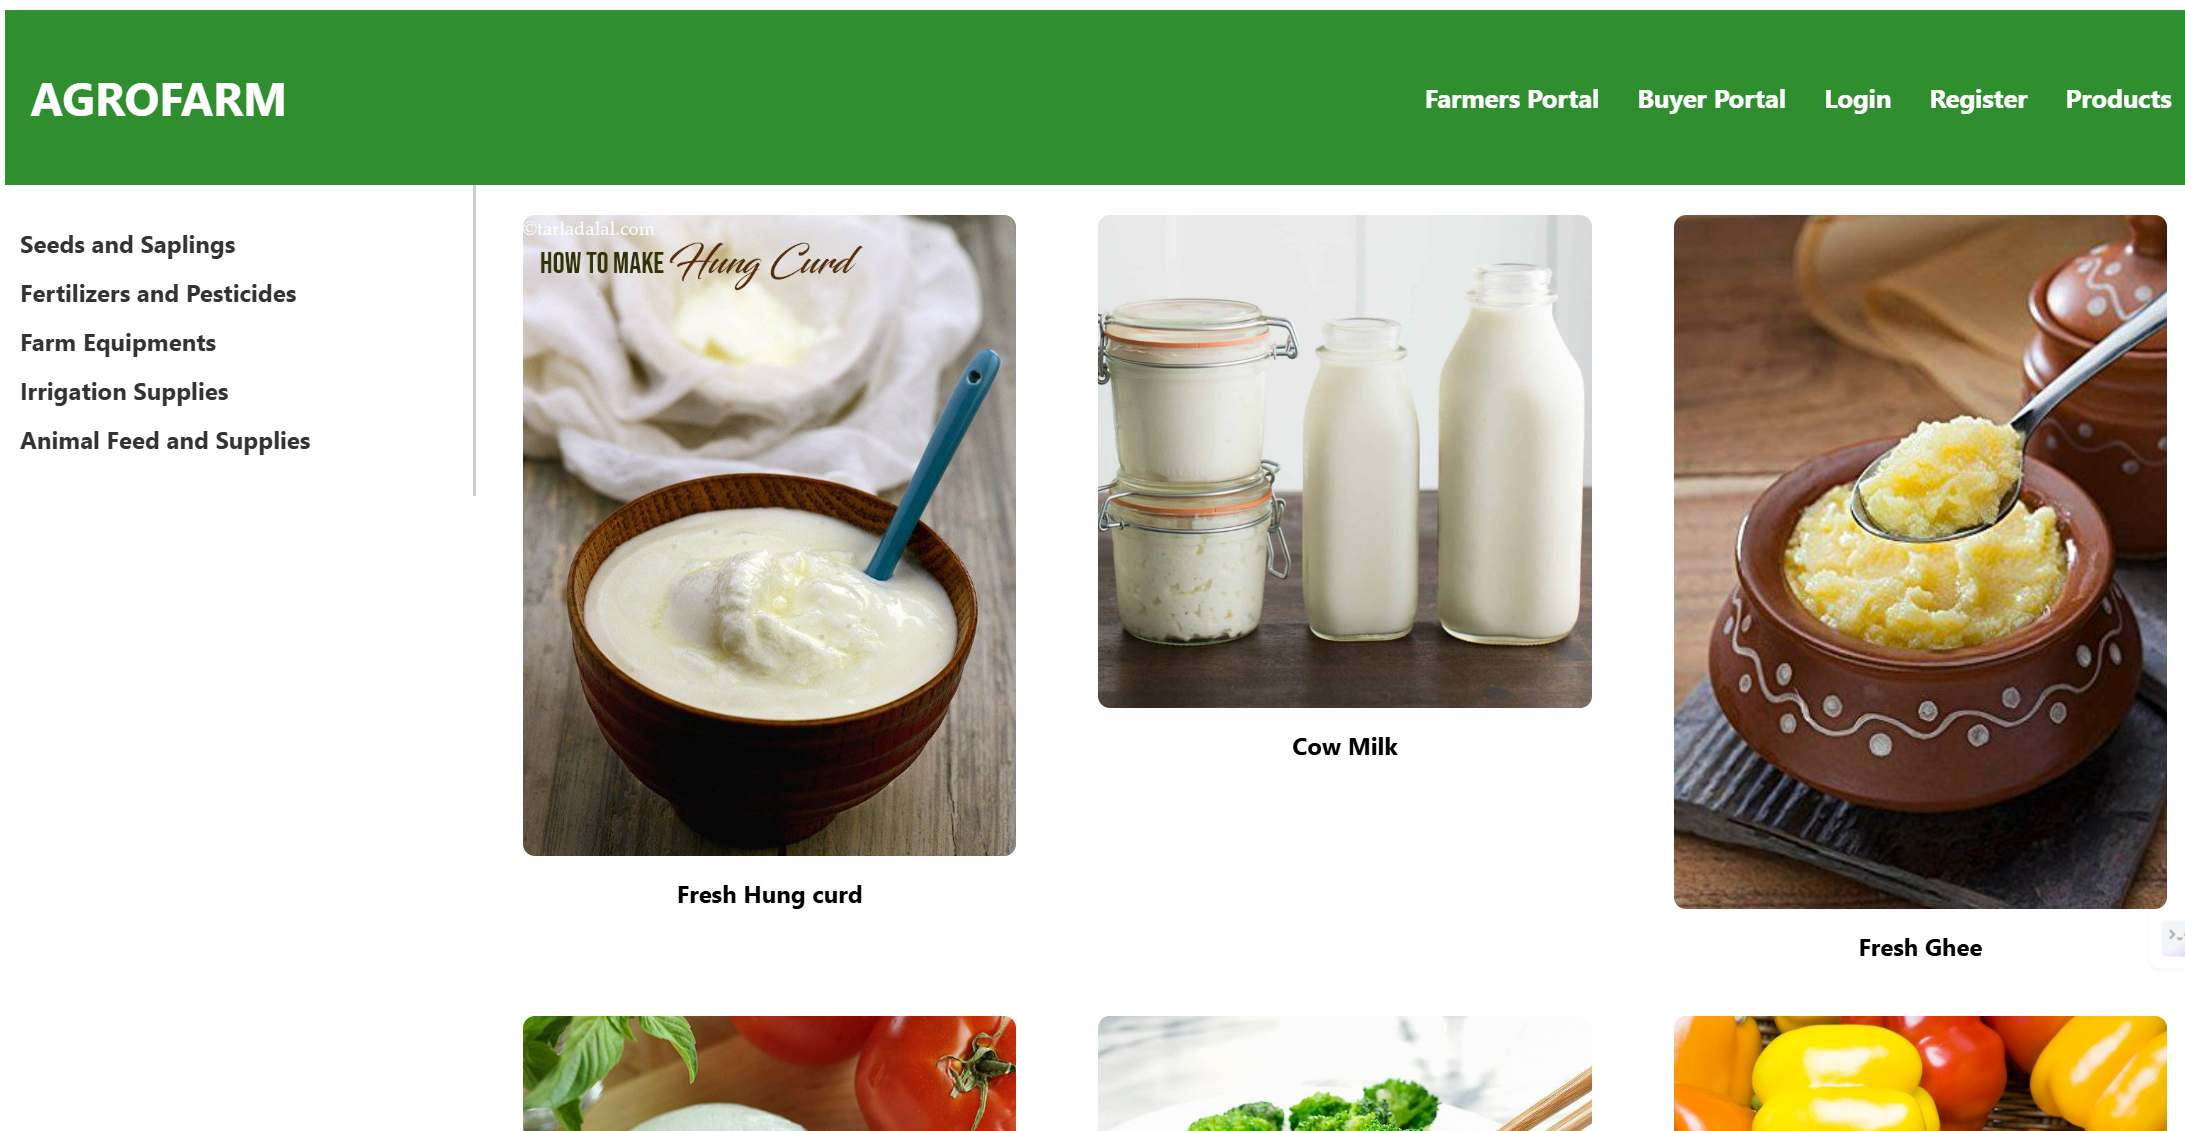 AGROFARM
Farmers Portal Buyer Portal Login Register Products
Seeds and Saplings
Fertilizers and Pesticides
Farm Equipments
Irrigation Supplies
Animal Feed and Supplies
©tarladalal.com
HOW TO MAKE Hung Curd
Fresh Hung curd
Cow Milk
Fresh Ghee